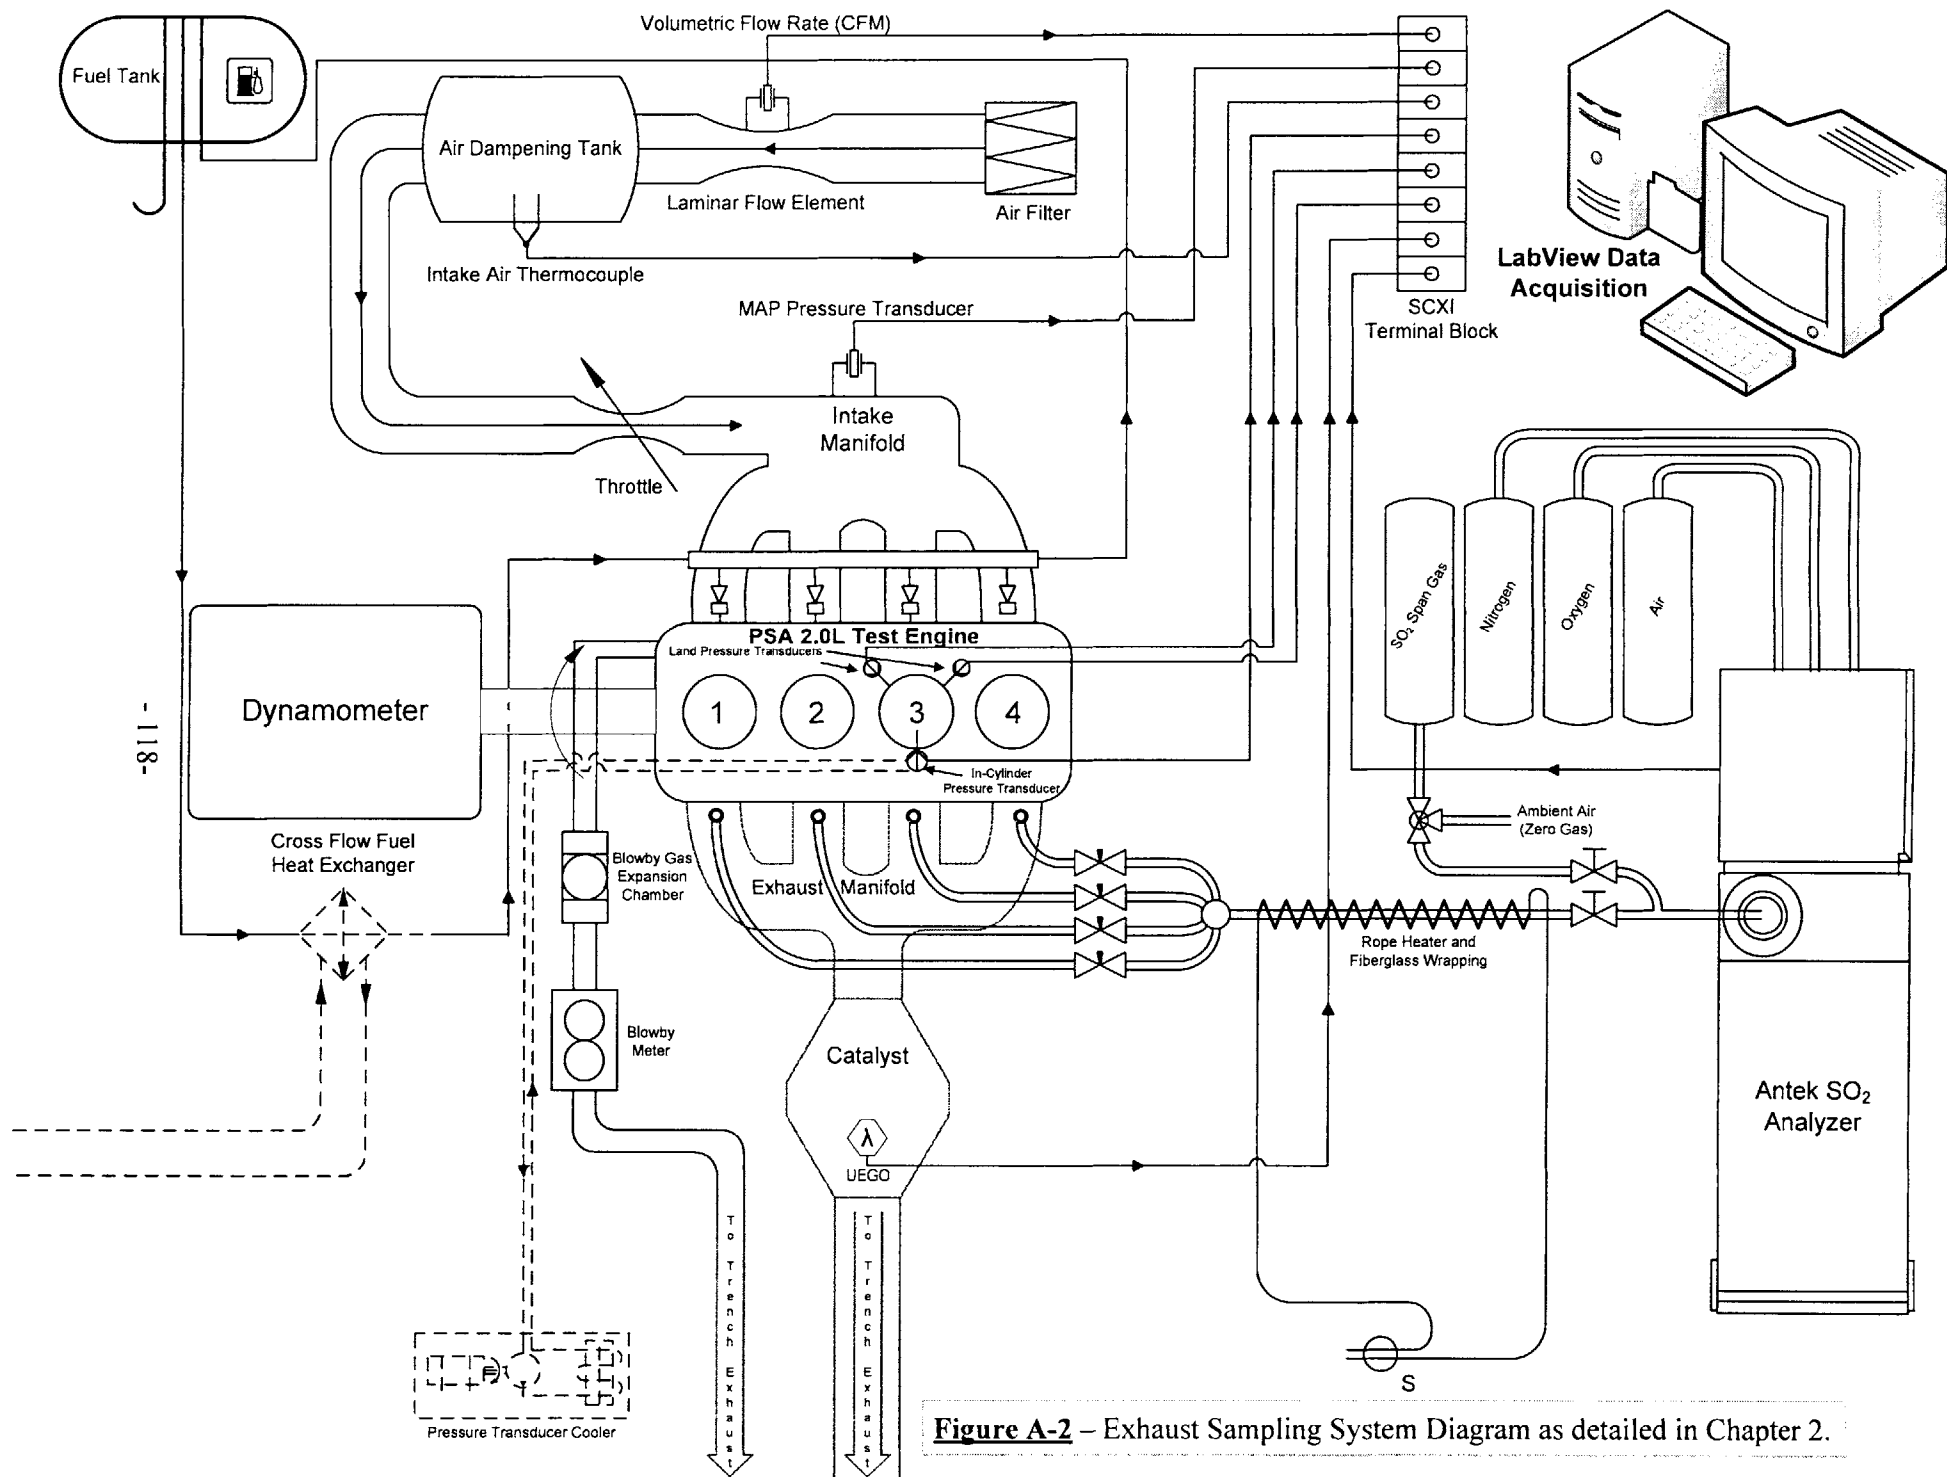 Volumetric Flow Rate (CFM)
Fuel Tank
Air Dampening Tank
Laminar Flow Element
Air Filter
Intake Air Thermocouple
MAP Pressure Transducer
SCXI
Terminal Block
LabView Data
Acquisition
Intake
Manifold
Throttle
SO₂ Span Gas
Nitrogen
Oxygen
Air
PSA 2.0L Test Engine
Land Pressure Transducers
Dynamometer
1
2
3
4
In-Cylinder
Pressure Transducer
- 118-
Ambient Air
(Zero Gas)
Cross Flow Fuel
Heat Exchanger
Blowby Gas
Expansion
Chamber
Exhaust Manifold
Rope Heater and
Fiberglass Wrapping
Blowby
Meter
Catalyst
λ
UEGO
Antek SO₂
Analyzer
To Trench Exhaust
To Trench Exhaust
S
Pressure Transducer Cooler
Figure A-2 – Exhaust Sampling System Diagram as detailed in Chapter 2.